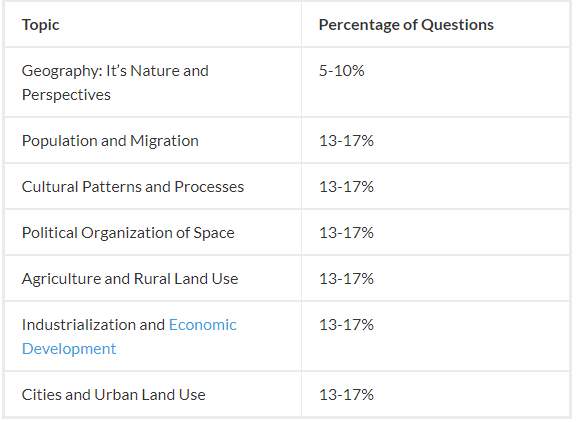 Topic Percentage of Questions
Geography: It’s Nature and 5-10%
Perspectives
Population and Migration 13-17%
Cultural Patterns and Processes 13-17%
Political Organization of Space 13-17%
Agriculture and Rural Land Use 13-17%
Industrialization and Economic 13-17%
Development
Cities and Urban Land Use 13-17%